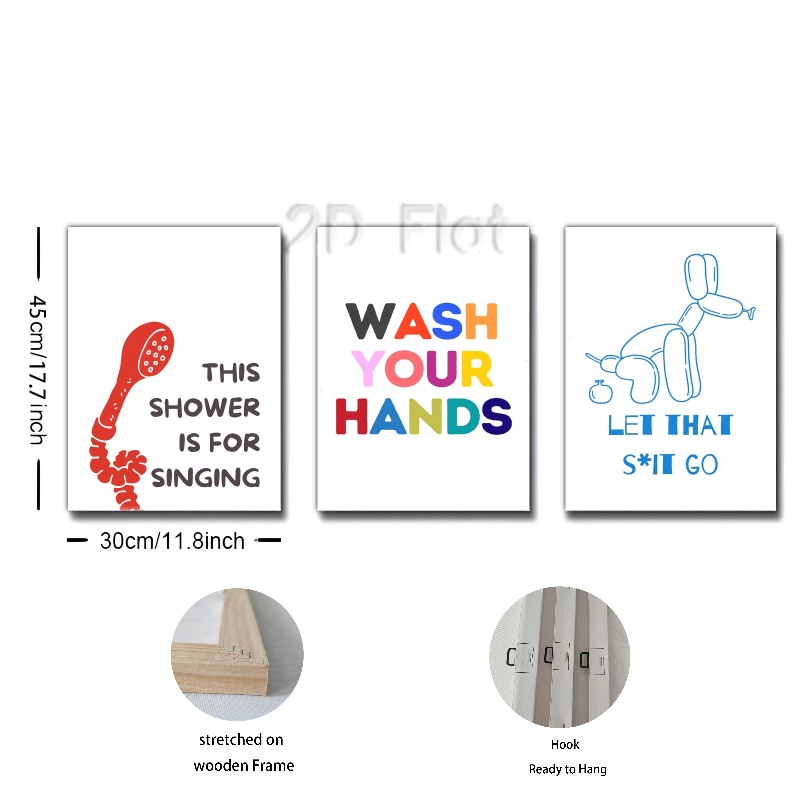 2D Flat
45cm/17.7inch
THIS
SHOWER
IS FOR
SINGING
WASH
YOUR
HANDS
LET THAT
S*IT GO
30cm/11.8inch
stretched on
wooden Frame
Hook
Ready to Hang